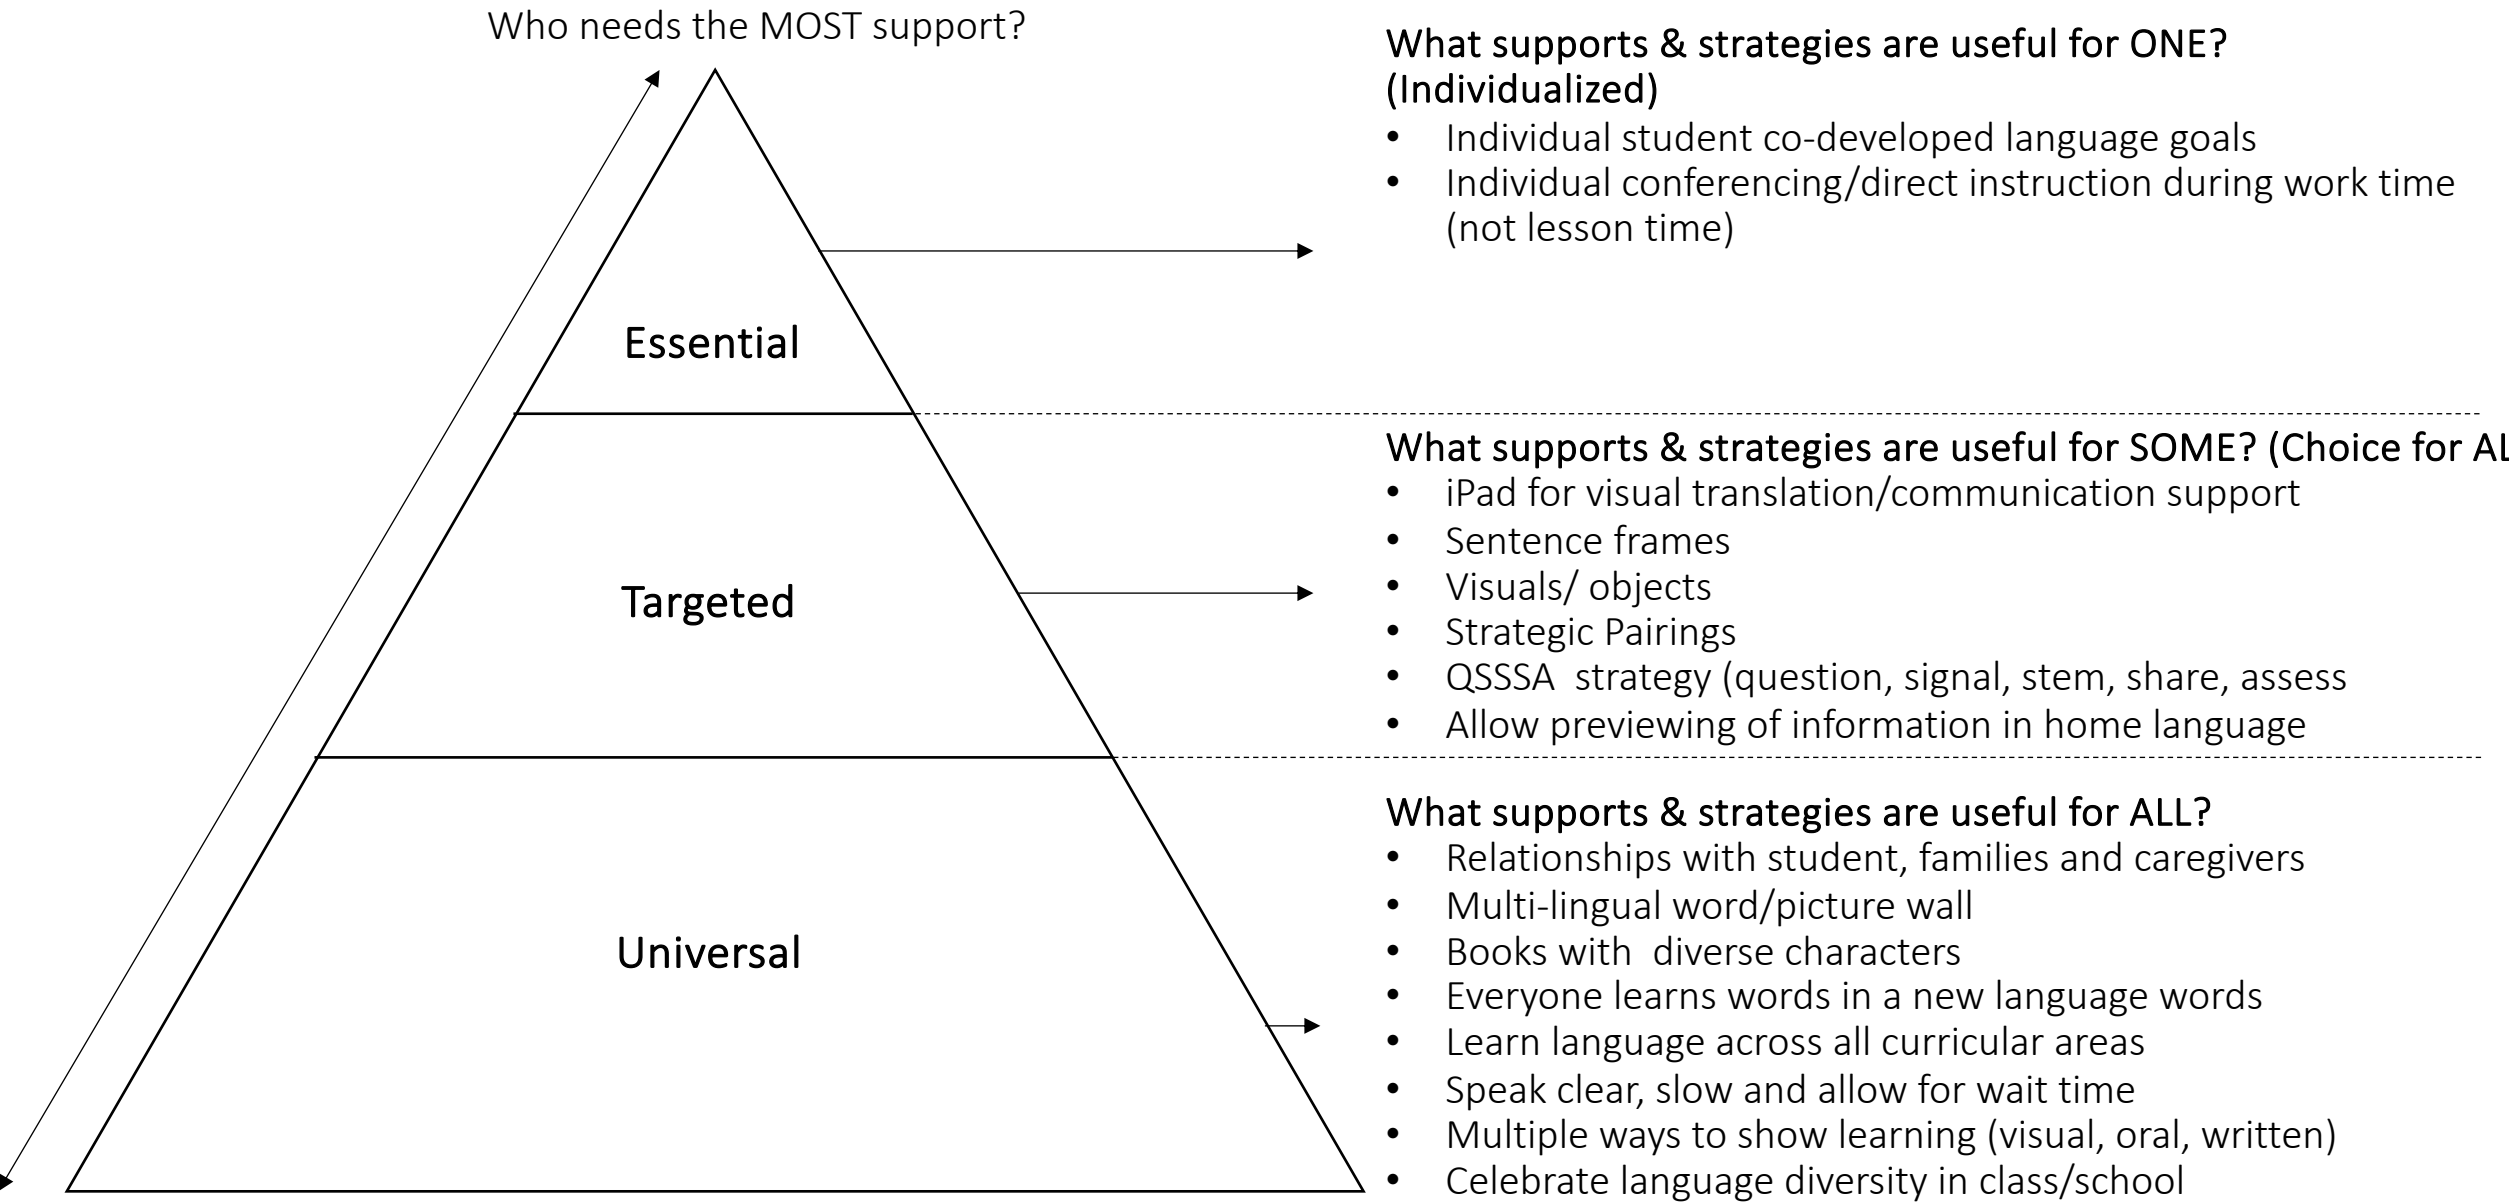 Who needs the MOST support?
What supports & strategies are useful for ONE?
(Individualized)
• Individual student co-developed language goals
• Individual conferencing/direct instruction during work time
(not lesson time)
Essential
What supports & strategies are useful for SOME? (Choice for AL
• iPad for visual translation/communication support
• Sentence frames
• Visuals/ objects
• Strategic Pairings
• QSSSA  strategy (question, signal, stem, share, assess
• Allow previewing of information in home language
Targeted
What supports & strategies are useful for ALL?
• Relationships with student, families and caregivers
• Multi-lingual word/picture wall
• Books with  diverse characters
• Everyone learns words in a new language words
• Learn language across all curricular areas
• Speak clear, slow and allow for wait time
• Multiple ways to show learning (visual, oral, written)
• Celebrate language diversity in class/school
Universal